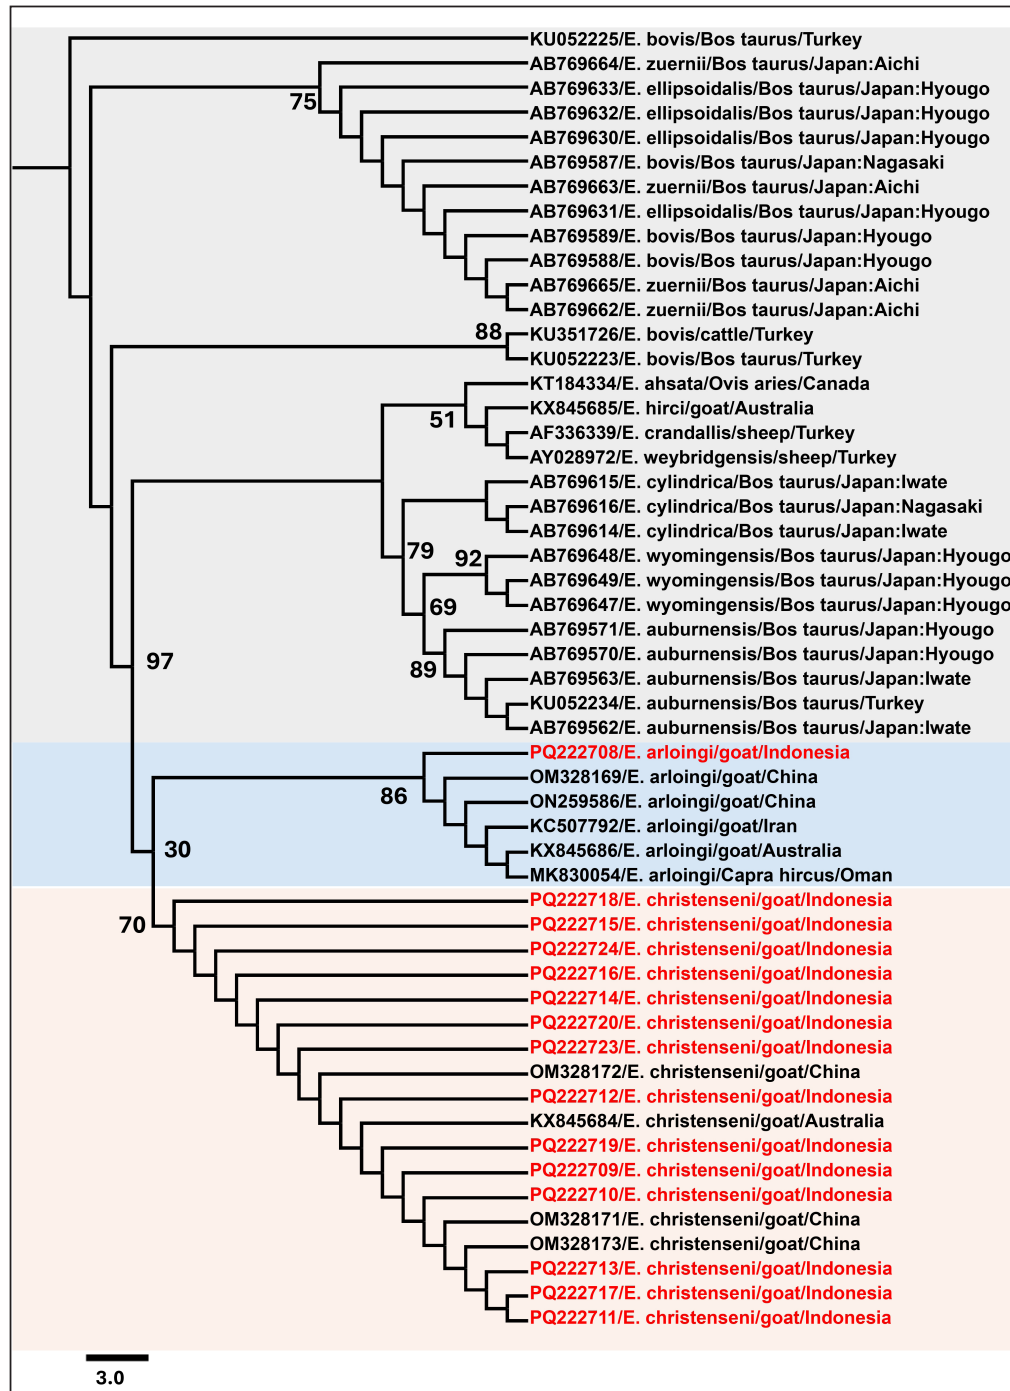 KU052225/E. bovis/Bos taurus/Turkey
AB769664/E. zuernii/Bos taurus/Japan:Aichi
75
AB769633/E. ellipsoidalis/Bos taurus/Japan:Hyougo
AB769632/E. ellipsoidalis/Bos taurus/Japan:Hyougo
AB769630/E. ellipsoidalis/Bos taurus/Japan:Hyougo
AB769587/E. bovis/Bos taurus/Japan:Nagasaki
AB769663/E. zuernii/Bos taurus/Japan:Aichi
AB769631/E. ellipsoidalis/Bos taurus/Japan:Hyougo
AB769589/E. bovis/Bos taurus/Japan:Hyougo
AB769588/E. bovis/Bos taurus/Japan:Hyougo
AB769665/E. zuernii/Bos taurus/Japan:Aichi
AB769662/E. zuernii/Bos taurus/Japan:Aichi
88
KU351726/E. bovis/cattle/Turkey
KU052223/E. bovis/Bos taurus/Turkey
KT184334/E. ahsata/Ovis aries/Canada
51
KX845685/E. hirci/goat/Australia
AF336339/E. crandallis/sheep/Turkey
AY028972/E. weybridgensis/sheep/Turkey
AB769615/E. cylindrica/Bos taurus/Japan:Iwate
AB769616/E. cylindrica/Bos taurus/Japan:Nagasaki
AB769614/E. cylindrica/Bos taurus/Japan:Iwate
79
92
AB769648/E. wyomingensis/Bos taurus/Japan:Hyougo
AB769649/E. wyomingensis/Bos taurus/Japan:Hyougo
69
AB769647/E. wyomingensis/Bos taurus/Japan:Hyougo
AB769571/E. auburnensis/Bos taurus/Japan:Hyougo
97
89
AB769570/E. auburnensis/Bos taurus/Japan:Hyougo
AB769563/E. auburnensis/Bos taurus/Japan:Iwate
KU052234/E. auburnensis/Bos taurus/Turkey
AB769562/E. auburnensis/Bos taurus/Japan:Iwate
PQ222708/E. arloingi/goat/Indonesia
OM328169/E. arloingi/goat/China
86
ON259586/E. arloingi/goat/China
KC507792/E. arloingi/goat/Iran
30
KX845686/E. arloingi/goat/Australia
MK830054/E. arloingi/Capra hircus/Oman
PQ222718/E. christenseni/goat/Indonesia
70
PQ222715/E. christenseni/goat/Indonesia
PQ222724/E. christenseni/goat/Indonesia
PQ222716/E. christenseni/goat/Indonesia
PQ222714/E. christenseni/goat/Indonesia
PQ222720/E. christenseni/goat/Indonesia
PQ222723/E. christenseni/goat/Indonesia
OM328172/E. christenseni/goat/China
PQ222712/E. christenseni/goat/Indonesia
KX845684/E. christenseni/goat/Australia
PQ222719/E. christenseni/goat/Indonesia
PQ222709/E. christenseni/goat/Indonesia
PQ222710/E. christenseni/goat/Indonesia
OM328171/E. christenseni/goat/China
OM328173/E. christenseni/goat/China
PQ222713/E. christenseni/goat/Indonesia
PQ222717/E. christenseni/goat/Indonesia
PQ222711/E. christenseni/goat/Indonesia
3.0